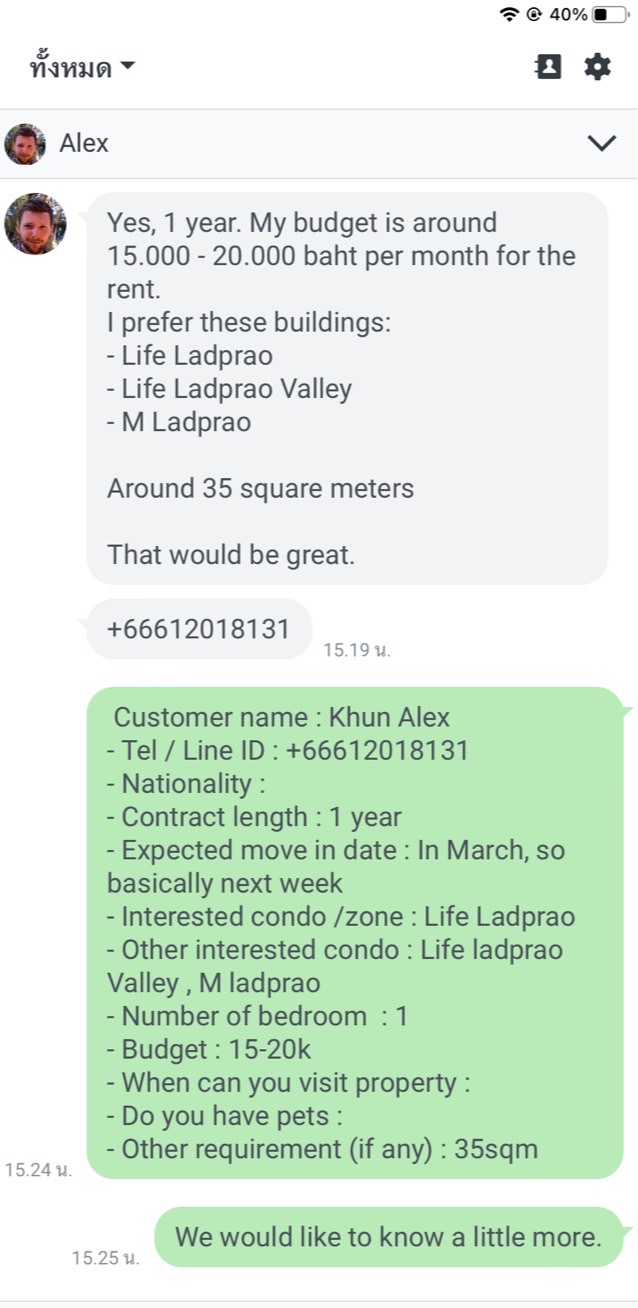 40%
ทั้งหมด
Alex
Yes, 1 year. My budget is around
15.000 - 20.000 baht per month for the
rent.
I prefer these buildings:
- Life Ladprao
- Life Ladprao Valley
- M Ladprao
Around 35 square meters
That would be great.
+66612018131
15.19 น.
Customer name : Khun Alex
- Tel / Line ID : +66612018131
- Nationality :
- Contract length : 1 year
- Expected move in date : In March, so
basically next week
- Interested condo /zone : Life Ladprao
- Other interested condo : Life ladprao
Valley , M ladprao
- Number of bedroom  : 1
- Budget : 15-20k
- When can you visit property :
- Do you have pets :
- Other requirement (if any) : 35sqm
15.24 น.
We would like to know a little more.
15.25 น.